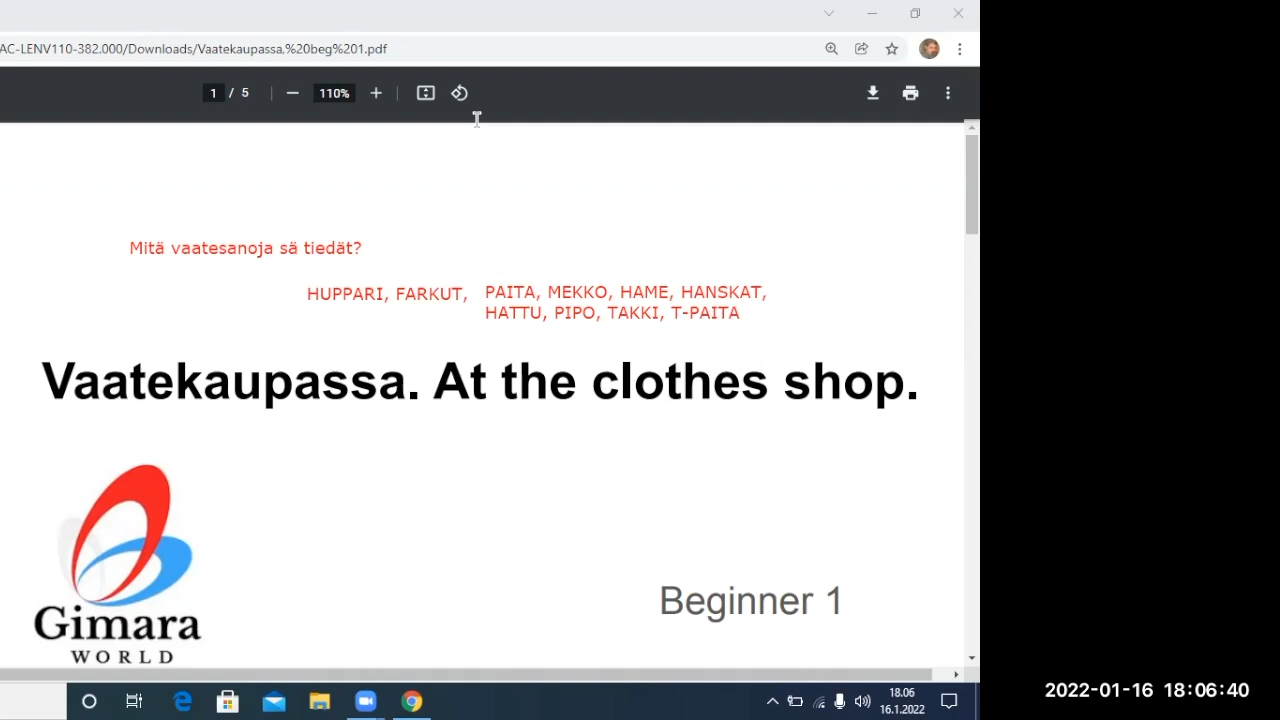 AC-LENV110-382.000/Downloads/Vaatekaupassa,%20beg%201.pdf
1 / 5
110%
Mitä vaatesanoja sä tiedät?
HUPPARI, FARKUT, PAITA, MEKKO, HAME, HANSKAT,
HATTU, PIPO, TAKKI, T-PAITA
Vaatekaupassa. At the clothes shop.
Gimara
WORLD
Beginner 1
18.06
16.1.2022
2022-01-16 18:06:40